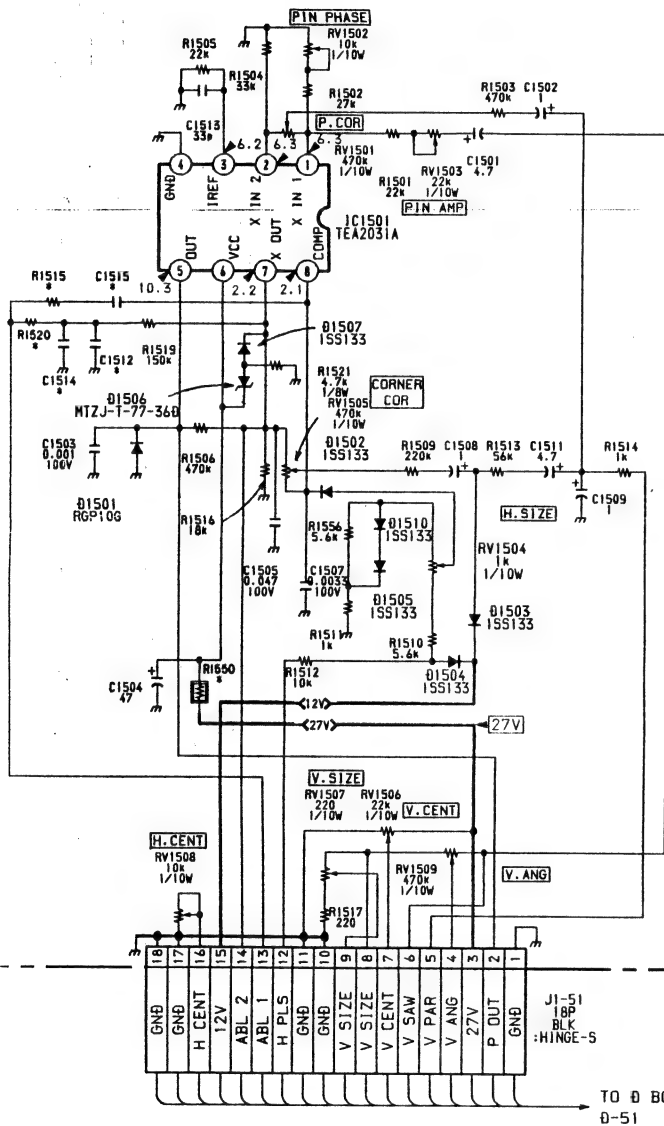 PIN PHASE
R1505
22k
R1504
33k
C1513
33p
RV1502
10k
1/10W
R1502
27k
R1503
470k
C1502
1
P.COR
RV1501
470k
1/10W
R1501
22k
RV1503
22k
1/10W
C1501
4.7
PIN AMP
6.2
6.3
6.3
4
3
2
1
GND
IREF
X IN 2
X IN 1
IC1501
TEA2031A
OUT
VCC
X OUT
COMP
5
6
7
8
10.3
2.2
2.1
R1515
*
C1515
*
R1520
*
C1514
*
C1512
*
R1519
150k
D1507
1SS133
D1506
MTZJ-T-77-36D
R1521
4.7k
1/8W
RV1505
470k
1/10W
CORNER
COR
C1503
0.001
100V
D1501
RGP10G
R1506
470k
D1502
1SS133
R1509
220k
C1508
1
R1513
56k
C1511
4.7
R1514
1k
C1509
1
H.SIZE
R1516
18k
R1556
5.6k
D1510
1SS133
RV1504
1k
1/10W
C1505
0.047
100V
C1507
0.0033
100V
D1505
1SS133
D1503
1SS133
R1511
1k
R1510
5.6k
R1512
10k
D1504
1SS133
C1504
47
R1550
*
12V
27V
27V
V.SIZE
RV1507
220
1/10W
RV1506
22k
1/10W
V.CENT
H.CENT
RV1508
10k
1/10W
RV1509
470k
1/10W
V.ANG
R1517
220
18
17
16
15
14
13
12
11
10
9
8
7
6
5
4
3
2
1
GND
GND
H CENT
12V
ABL 2
ABL 1
H PLS
GND
GND
V SIZE
V SIZE
V CENT
V SAW
V PAR
V ANG
27V
P OUT
GND
J1-51
18P
BLK
:HINGE-S
TO D BO
D-51